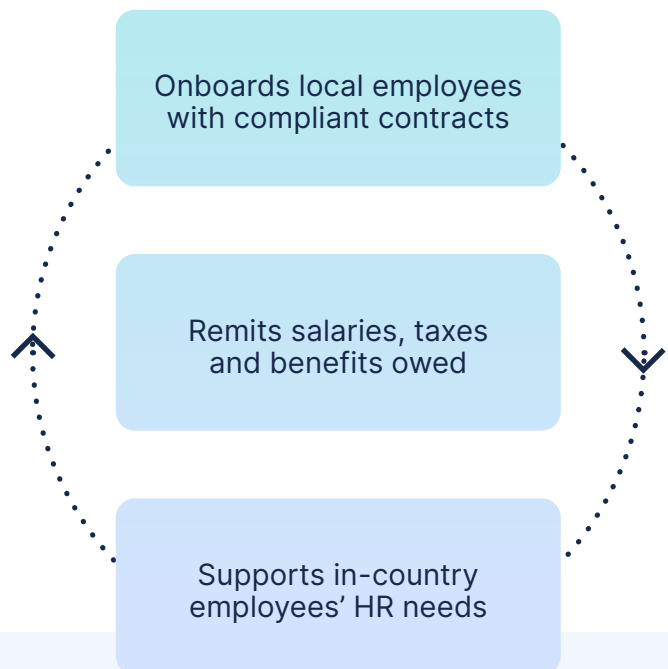 Onboards local employees
with compliant contracts
Remits salaries, taxes
and benefits owed
Supports in-country
employees’ HR needs